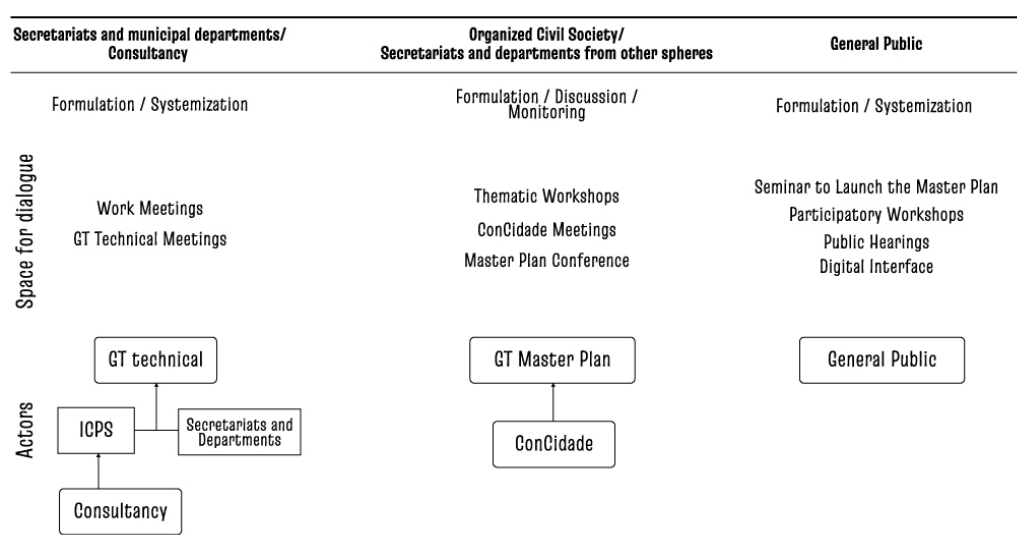 Secretariats and municipal departments/
Consultancy
Organized Civil Society/
Secretariats and departments from other spheres
General Public
Formulation / Systemization
Formulation / Discussion /
Monitoring
Formulation / Systemization
Space for dialogue
Work Meetings
GT Technical Meetings
Thematic Workshops
ConCidade Meetings
Master Plan Conference
Seminar to Launch the Master Plan
Participatory Workshops
Public Hearings
Digital Interface
Actors
GT technical
ICPS
Secretariats and
Departments
Consultancy
GT Master Plan
ConCidade
General Public